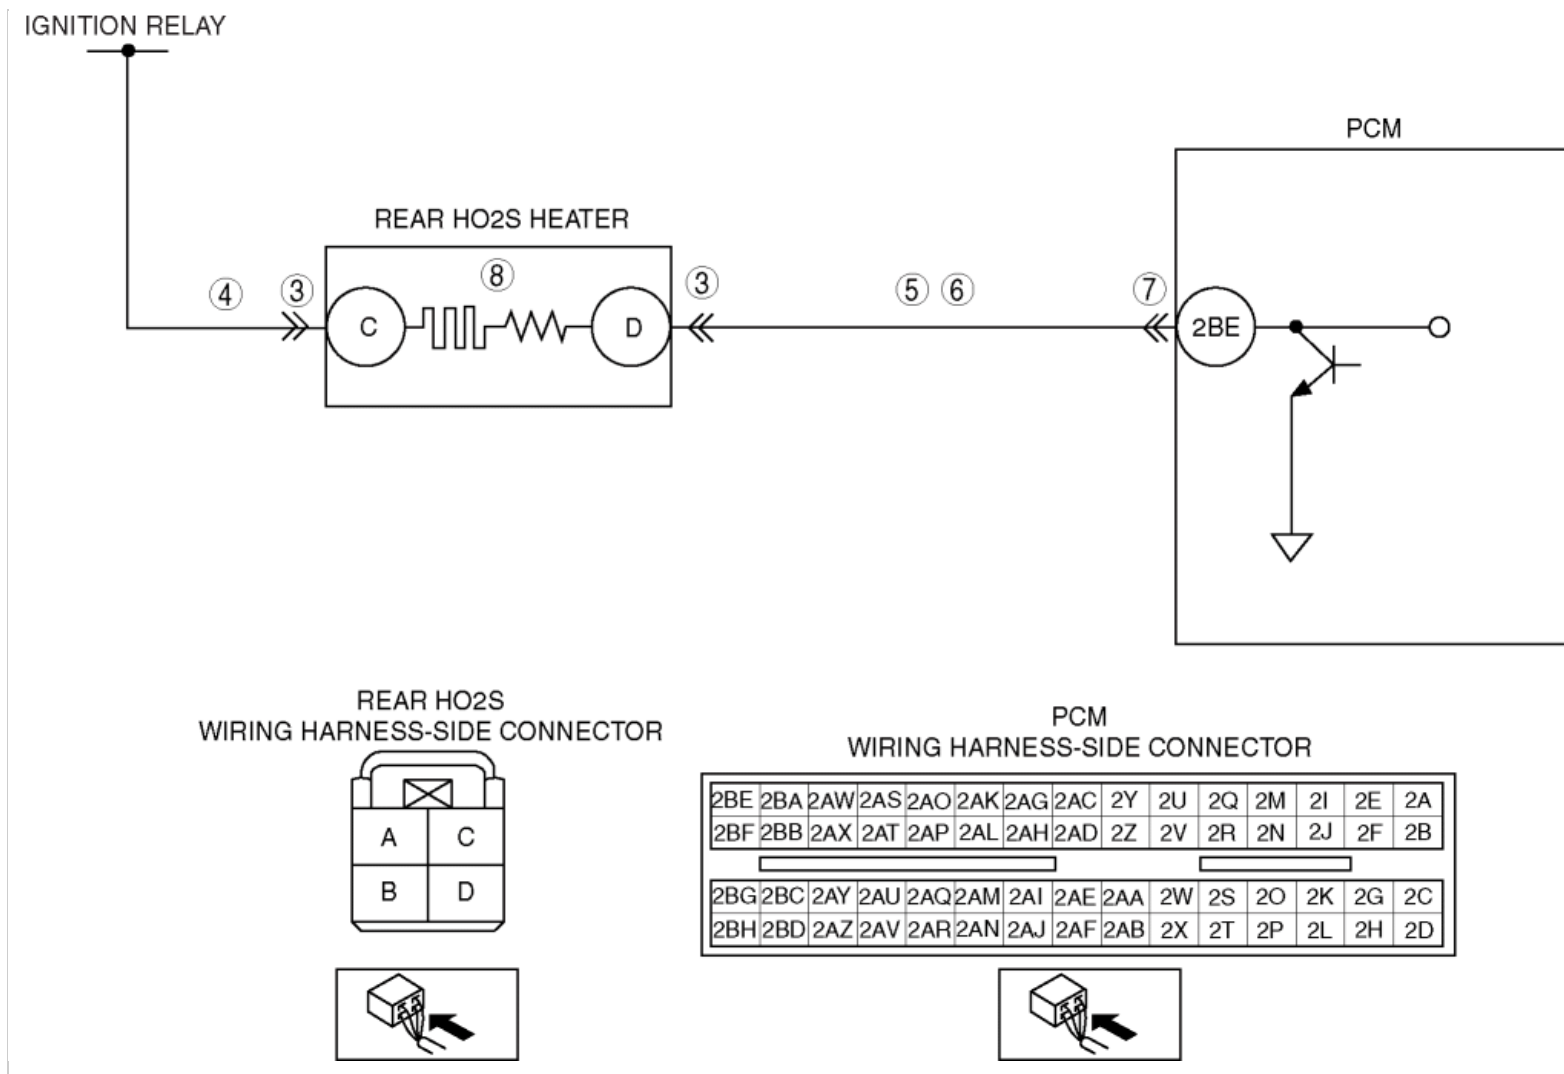 IGNITION RELAY
PCM
REAR HO2S HEATER
④ ③ ⑧ ③ ⑤ ⑥ ⑦
C D 2BE
REAR HO2S
WIRING HARNESS-SIDE CONNECTOR
A C
B D
PCM
WIRING HARNESS-SIDE CONNECTOR
2BE 2BA 2AW 2AS 2AO 2AK 2AG 2AC 2Y 2U 2Q 2M 2I 2E 2A
2BF 2BB 2AX 2AT 2AP 2AL 2AH 2AD 2Z 2V 2R 2N 2J 2F 2B
2BG 2BC 2AY 2AU 2AQ 2AM 2AI 2AE 2AA 2W 2S 2O 2K 2G 2C
2BH 2BD 2AZ 2AV 2AR 2AN 2AJ 2AF 2AB 2X 2T 2P 2L 2H 2D